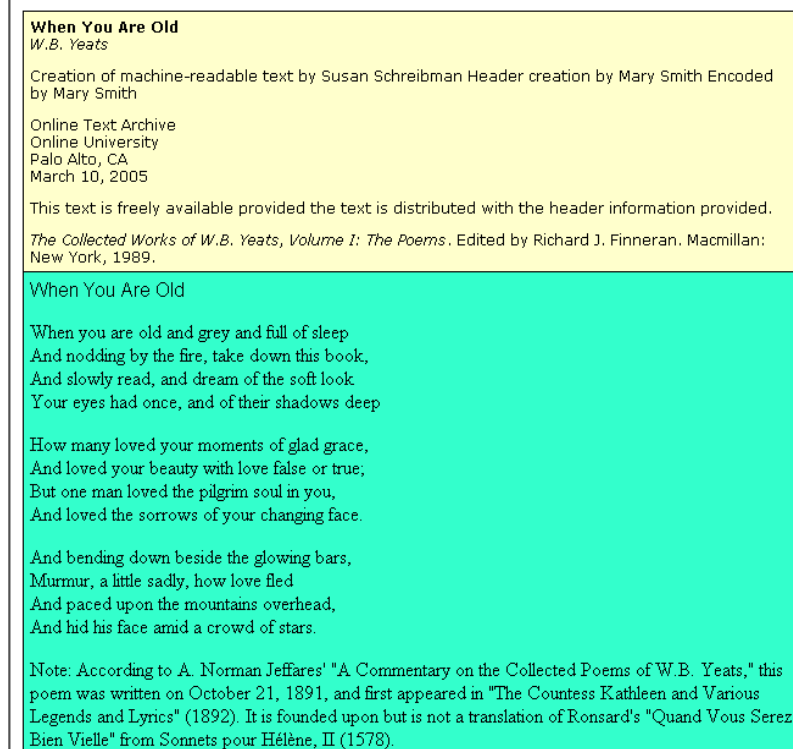 When You Are Old
W.B. Yeats
Creation of machine-readable text by Susan Schreibman Header creation by Mary Smith Encoded
by Mary Smith
Online Text Archive
Online University
Palo Alto, CA
March 10, 2005
This text is freely available provided the text is distributed with the header information provided.
The Collected Works of W.B. Yeats, Volume I: The Poems. Edited by Richard J. Finneran. Macmillan:
New York, 1989.
When You Are Old
When you are old and grey and full of sleep
And nodding by the fire, take down this book,
And slowly read, and dream of the soft look
Your eyes had once, and of their shadows deep
How many loved your moments of glad grace,
And loved your beauty with love false or true;
But one man loved the pilgrim soul in you,
And loved the sorrows of your changing face.
And bending down beside the glowing bars,
Murmur, a little sadly, how love fled
And paced upon the mountains overhead,
And hid his face amid a crowd of stars.
Note: According to A. Norman Jeffares' "A Commentary on the Collected Poems of W.B. Yeats," this
poem was written on October 21, 1891, and first appeared in "The Countess Kathleen and Various
Legends and Lyrics" (1892). It is founded upon but is not a translation of Ronsard's "Quand Vous Serez
Bien Vielle" from Sonnets pour Hélène, II (1578).